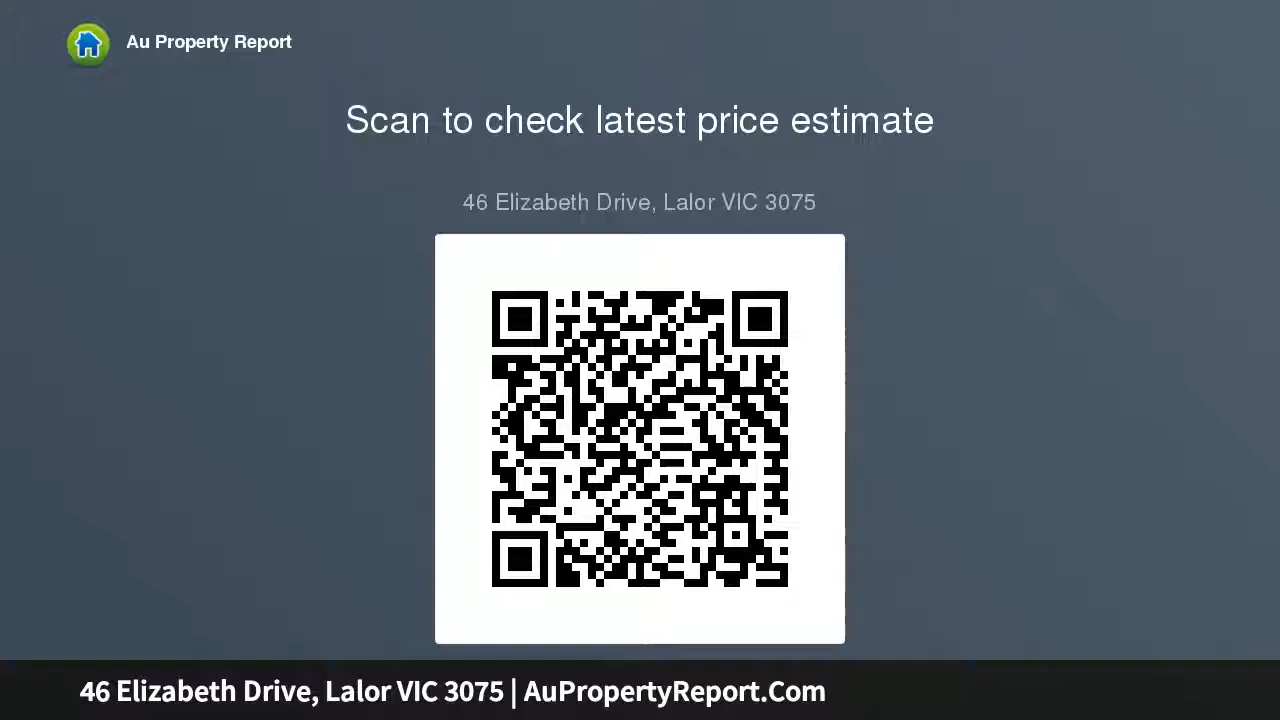 Au Property Report
Scan to check latest price estimate
46 Elizabeth Drive, Lalor VIC 3075
46 Elizabeth Drive, Lalor VIC 3075 | AuPropertyReport.Com